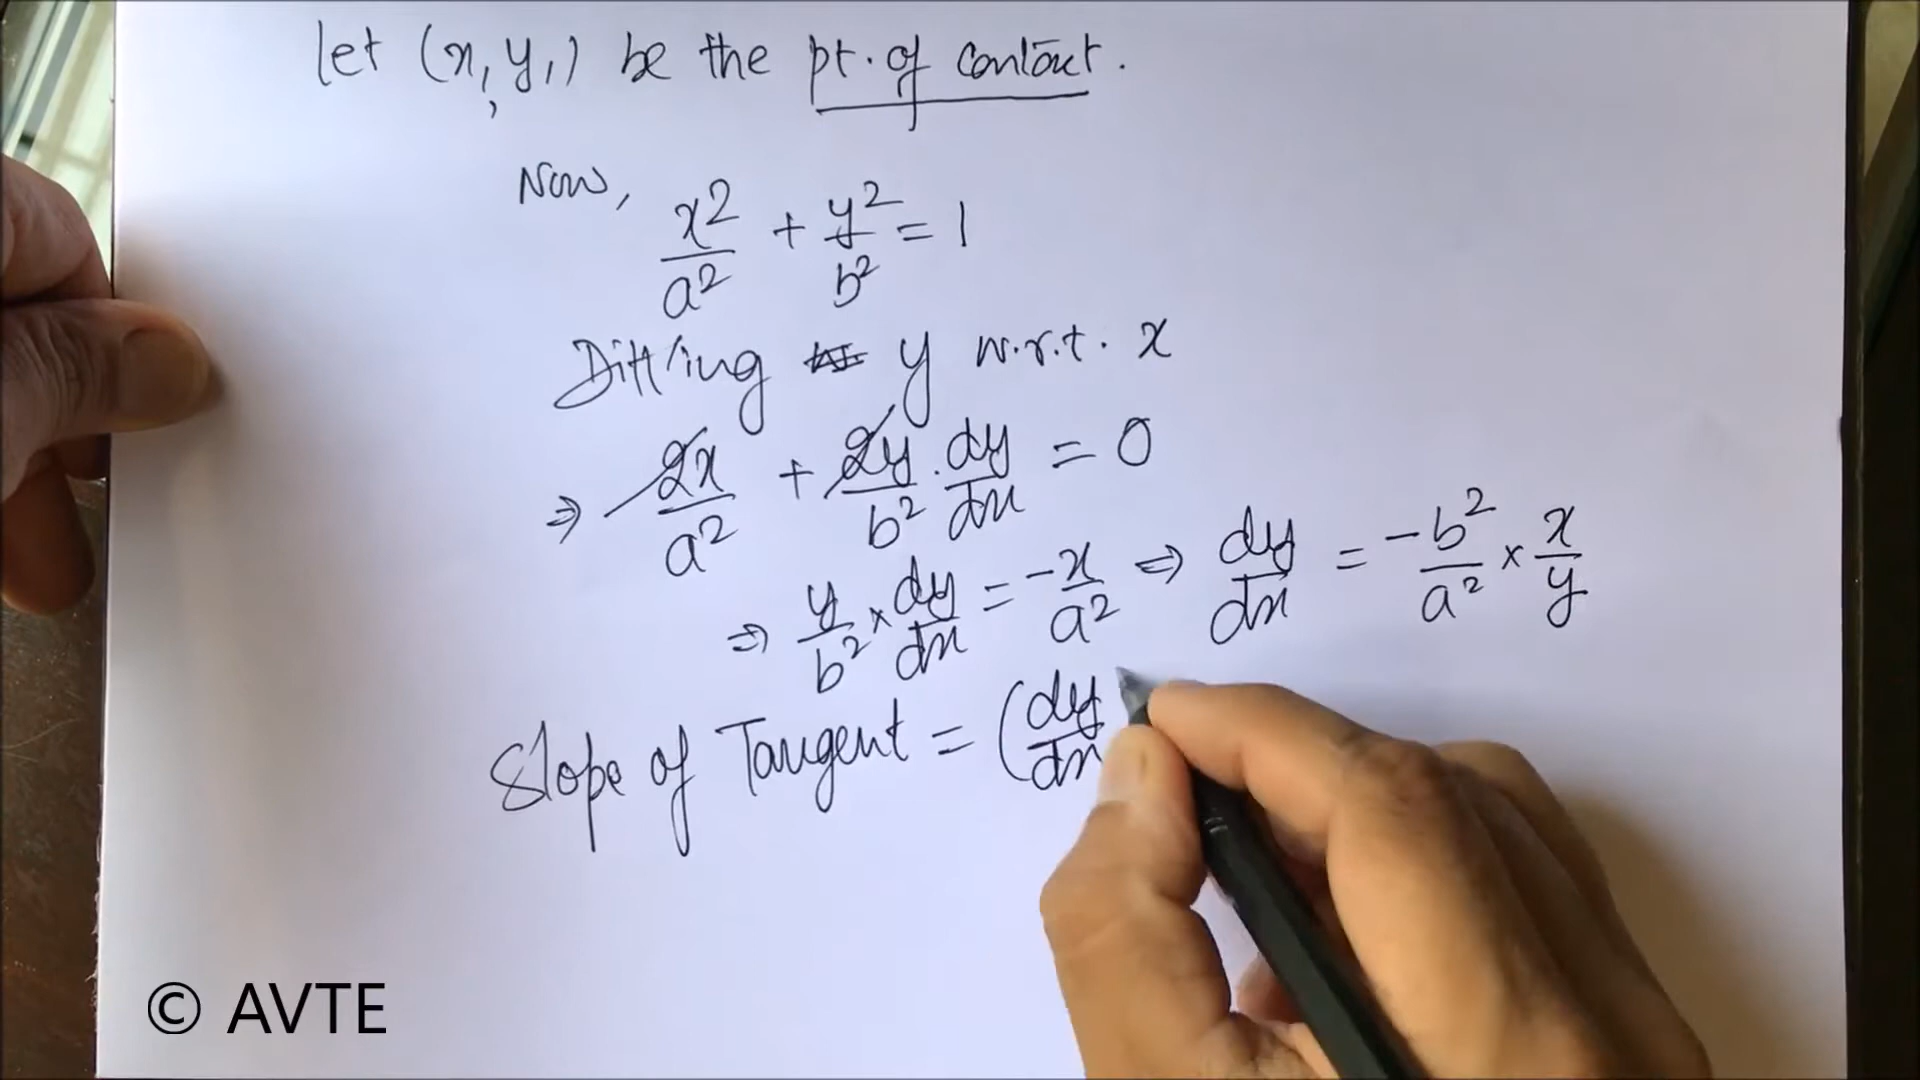 let (x₁, y₁) be the pt. of contact.
Now,
x²/a² + y²/b² = 1
Diff/ing y w.r.t. x
⇒ 2x/a² + 2y/b² . dy/dx = 0
⇒ y/b² × dy/dx = -x/a² ⇒ dy/dx = -b²/a² × x/y
Slope of Tangent = (dy/dx
© AVTE